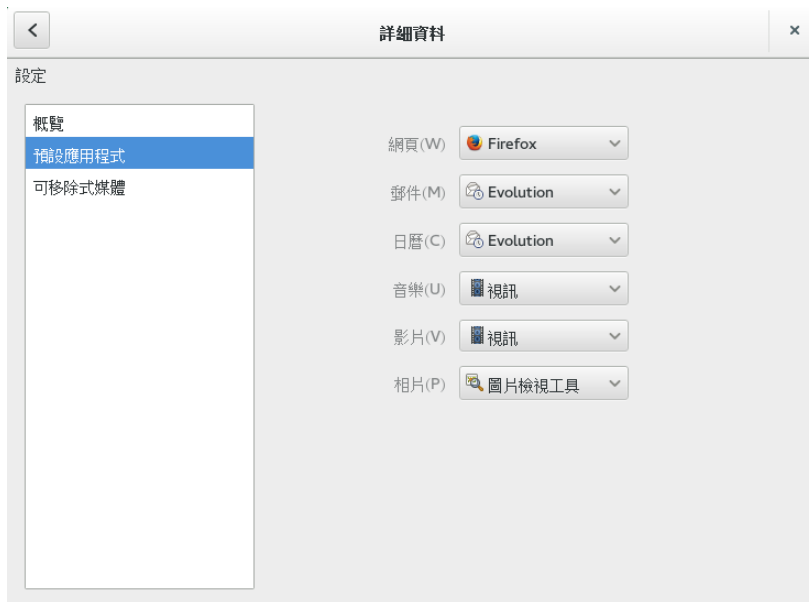 詳細資料
設定
概覽
預設應用程式
可移除式媒體
網頁(W) Firefox
郵件(M) Evolution
日曆(C) Evolution
音樂(U) 視訊
影片(V) 視訊
相片(P) 圖片檢視工具